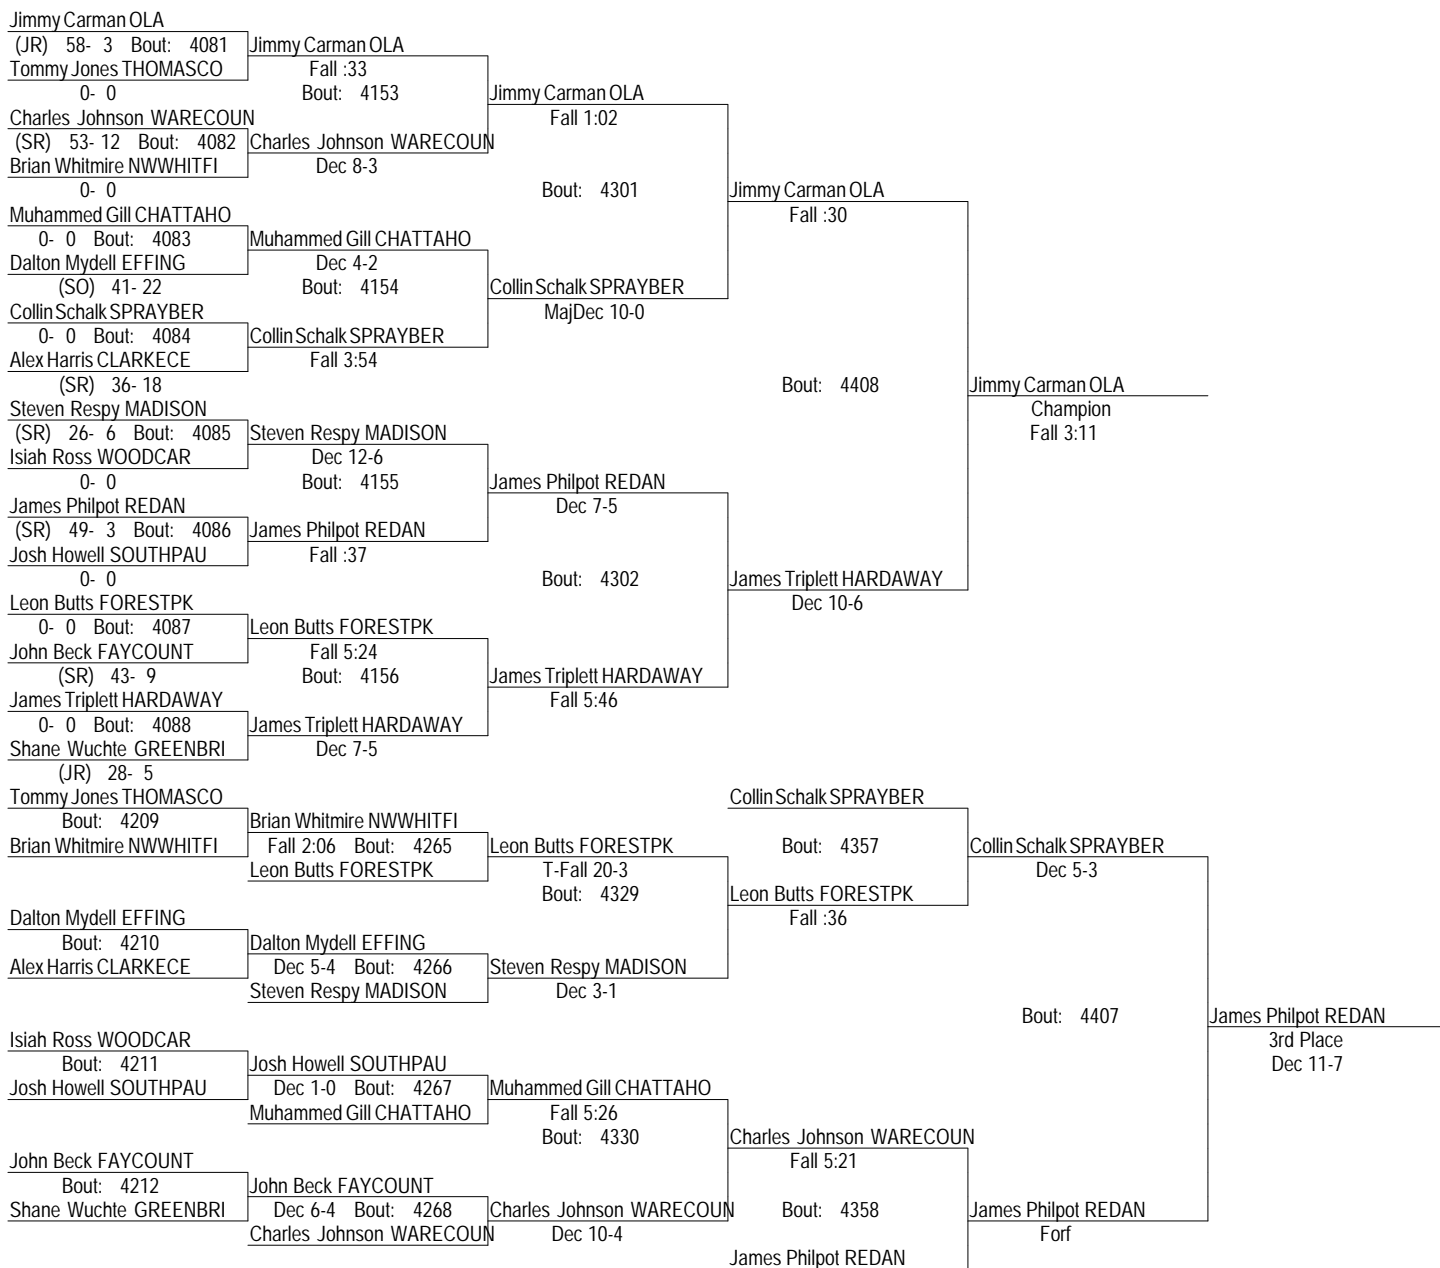 Jimmy Carman OLA
(JR) 58- 3 Bout: 4081 Jimmy Carman OLA
Tommy Jones THOMASCO Fall :33
0- 0 Bout: 4153 Jimmy Carman OLA
Charles Johnson WARECOUN Fall 1:02
(SR) 53- 12 Bout: 4082 Charles Johnson WARECOUN
Brian Whitmire NWWHITFI Dec 8-3
0- 0 Bout: 4301 Jimmy Carman OLA
Muhammed Gill CHATTAHO Fall :30
0- 0 Bout: 4083 Muhammed Gill CHATTAHO
Dalton Mydell EFFING Dec 4-2
(SO) 41- 22 Bout: 4154 Collin Schalk SPRAYBER
Collin Schalk SPRAYBER MajDec 10-0
0- 0 Bout: 4084 Collin Schalk SPRAYBER
Alex Harris CLARKECE Fall 3:54
(SR) 36- 18 Bout: 4408 Jimmy Carman OLA
Steven Respy MADISON Champion
(SR) 26- 6 Bout: 4085 Steven Respy MADISON Fall 3:11
Isiah Ross WOODCAR Dec 12-6
0- 0 Bout: 4155 James Philpot REDAN
James Philpot REDAN Dec 7-5
(SR) 49- 3 Bout: 4086 James Philpot REDAN
Josh Howell SOUTHPAU Fall :37
0- 0 Bout: 4302 James Triplett HARDAWAY
Leon Butts FORESTPK Dec 10-6
0- 0 Bout: 4087 Leon Butts FORESTPK
John Beck FAYCOUNT Fall 5:24
(SR) 43- 9 Bout: 4156 James Triplett HARDAWAY
James Triplett HARDAWAY Fall 5:46
0- 0 Bout: 4088 James Triplett HARDAWAY
Shane Wuchte GREENBRI Dec 7-5
(JR) 28- 5
Tommy Jones THOMASCO Collin Schalk SPRAYBER
Bout: 4209 Brian Whitmire NWWHITFI
Brian Whitmire NWWHITFI Fall 2:06 Bout: 4265 Leon Butts FORESTPK Bout: 4357 Collin Schalk SPRAYBER
Leon Butts FORESTPK T-Fall 20-3 Dec 5-3
Bout: 4329 Leon Butts FORESTPK
Dalton Mydell EFFING Fall :36
Bout: 4210 Dalton Mydell EFFING
Alex Harris CLARKECE Dec 5-4 Bout: 4266 Steven Respy MADISON
Steven Respy MADISON Dec 3-1
Bout: 4407 James Philpot REDAN
Isiah Ross WOODCAR 3rd Place
Bout: 4211 Josh Howell SOUTHPAU Dec 11-7
Josh Howell SOUTHPAU Dec 1-0 Bout: 4267 Muhammed Gill CHATTAHO
Muhammed Gill CHATTAHO Fall 5:26
Bout: 4330 Charles Johnson WARECOUN
John Beck FAYCOUNT Fall 5:21
Bout: 4212 John Beck FAYCOUNT
Shane Wuchte GREENBRI Dec 6-4 Bout: 4268 Charles Johnson WARECOUN Bout: 4358 James Philpot REDAN
Charles Johnson WARECOUN Dec 10-4 Forf
James Philpot REDAN